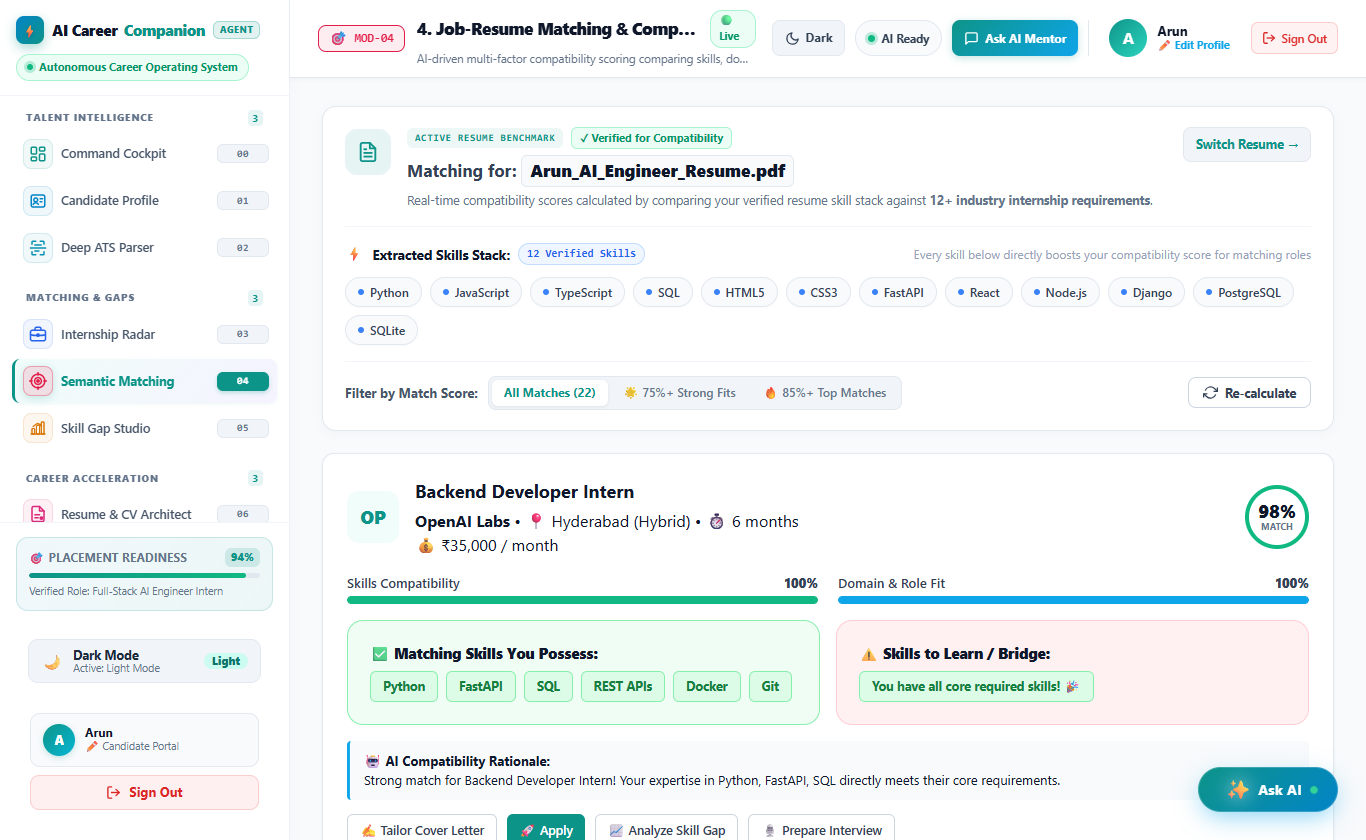 AI Career Companion AGENT
Autonomous Career Operating System
TALENT INTELLIGENCE 3
Command Cockpit 00
Candidate Profile 01
Deep ATS Parser 02
MATCHING & GAPS 3
Internship Radar 03
Semantic Matching 04
Skill Gap Studio 05
CAREER ACCELERATION 3
Resume & CV Architect 06
PLACEMENT READINESS 94%
Verified Role: Full-Stack AI Engineer Intern
Dark Mode
Active: Light Mode
Light
A
Arun
Candidate Portal
Sign Out
MOD-04
4. Job-Resume Matching & Comp...
AI-driven multi-factor compatibility scoring comparing skills, do...
Live
Dark
AI Ready
Ask AI Mentor
A
Arun
Edit Profile
Sign Out
ACTIVE RESUME BENCHMARK ✓ Verified for Compatibility
Matching for: Arun_AI_Engineer_Resume.pdf
Real-time compatibility scores calculated by comparing your verified resume skill stack against 12+ industry internship requirements.
Switch Resume →
Extracted Skills Stack: 12 Verified Skills
Every skill below directly boosts your compatibility score for matching roles
Python JavaScript TypeScript SQL HTML5 CSS3 FastAPI React Node.js Django PostgreSQL
SQLite
Filter by Match Score: All Matches (22) 75%+ Strong Fits 85%+ Top Matches
Re-calculate
OP
Backend Developer Intern
OpenAI Labs • Hyderabad (Hybrid) • 6 months
₹35,000 / month
98%
MATCH
Skills Compatibility 100%
Domain & Role Fit 100%
Matching Skills You Possess:
Python FastAPI SQL REST APIs Docker Git
Skills to Learn / Bridge:
You have all core required skills!
AI Compatibility Rationale:
Strong match for Backend Developer Intern! Your expertise in Python, FastAPI, SQL directly meets their core requirements.
Tailor Cover Letter Apply Analyze Skill Gap Prepare Interview
Ask AI